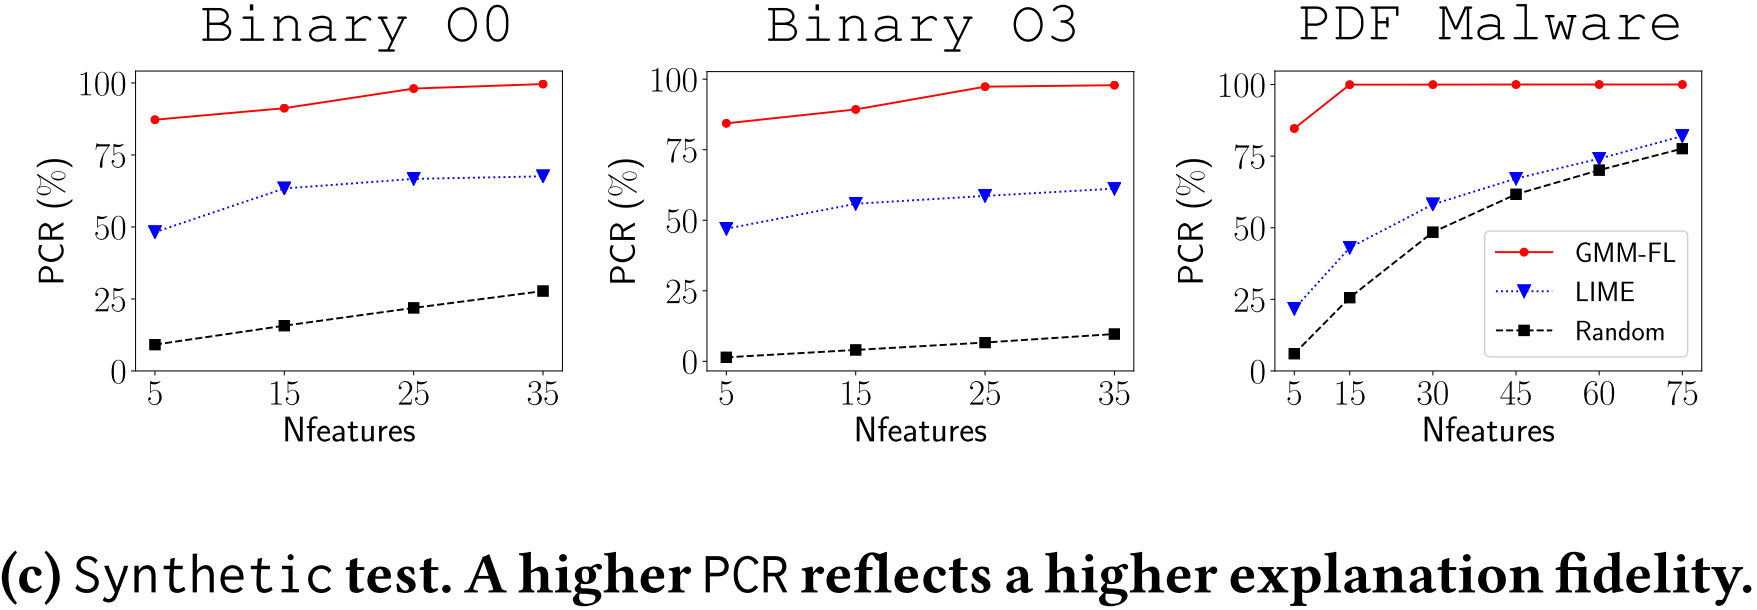 Binary O0
100
75
50
25
0
PCR (%)
5 15 25 35
Nfeatures
Binary O3
100
75
50
25
0
PCR (%)
5 15 25 35
Nfeatures
PDF Malware
100
75
50
25
0
PCR (%)
5 15 30 45 60 75
Nfeatures
GMM-FL
LIME
Random
(c) Synthetic test. A higher PCR reflects a higher explanation fidelity.